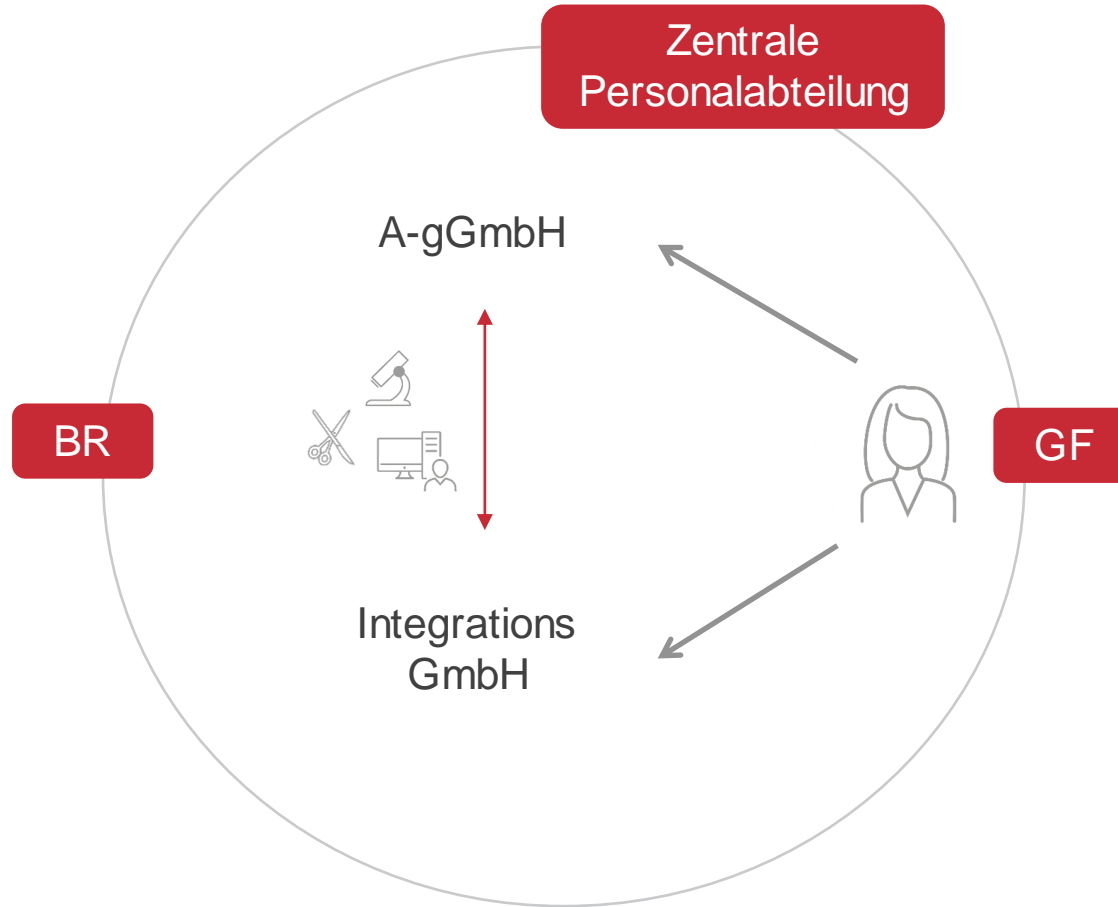 Zentrale
Personalabteilung
A-gGmbH
BR
GF
Integrations
GmbH